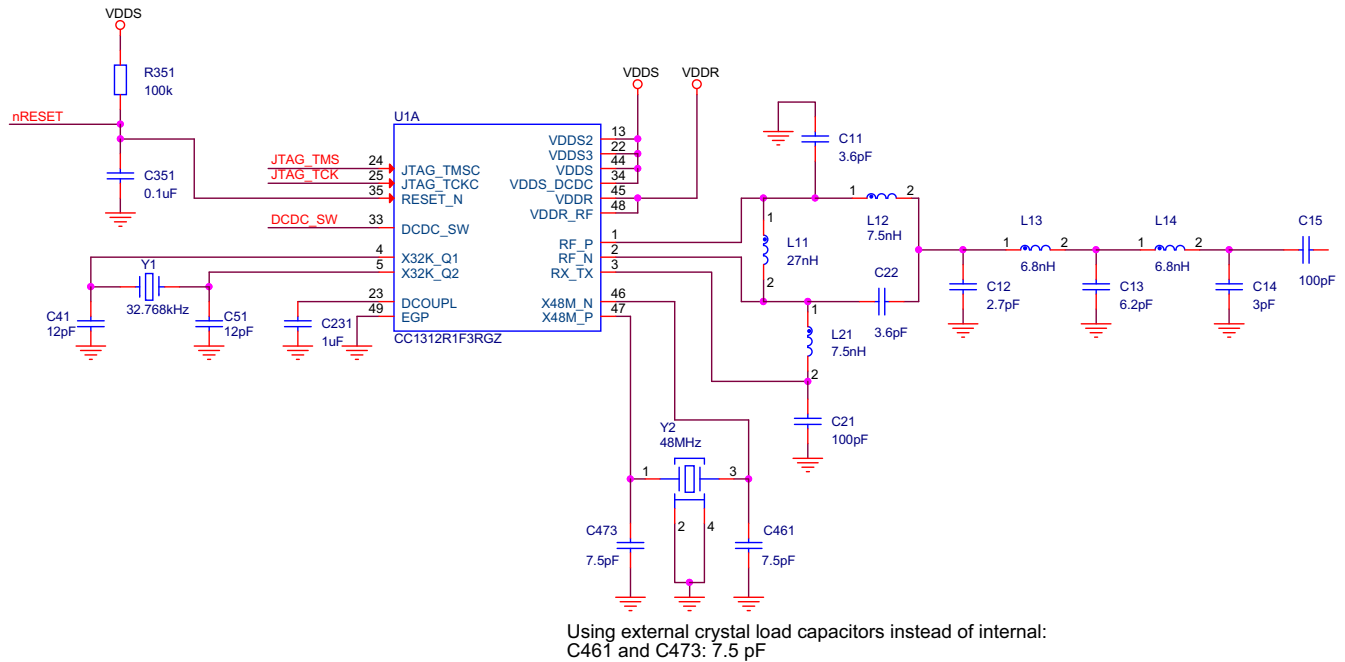 VDDS
R351
100k
nRESET
C351
0.1uF
U1A
JTAG_TMS
24
JTAG_TMSC
JTAG_TCK
25
JTAG_TCKC
35
RESET_N
DCDC_SW
33
DCDC_SW
4
X32K_Q1
5
X32K_Q2
23
DCOUPL
49
EGP
CC1312R1F3RGZ
Y1
32.768kHz
C41
12pF
C51
12pF
C231
1uF
VDDS
VDDR
VDDS2
13
VDDS3
22
VDDS
44
VDDS_DCDC
34
VDDR
45
VDDR_RF
48
RF_P
1
RF_N
2
RX_TX
3
X48M_N
46
X48M_P
47
C11
3.6pF
1
L11
27nH
2
1
2
L12
7.5nH
C22
3.6pF
1
L21
7.5nH
2
C21
100pF
C12
2.7pF
L13
1
2
6.8nH
C13
6.2pF
L14
1
2
6.8nH
C14
3pF
C15
100pF
Y2
48MHz
1
3
2
4
C473
7.5pF
C461
7.5pF
Using external crystal load capacitors instead of internal:
C461 and C473: 7.5 pF